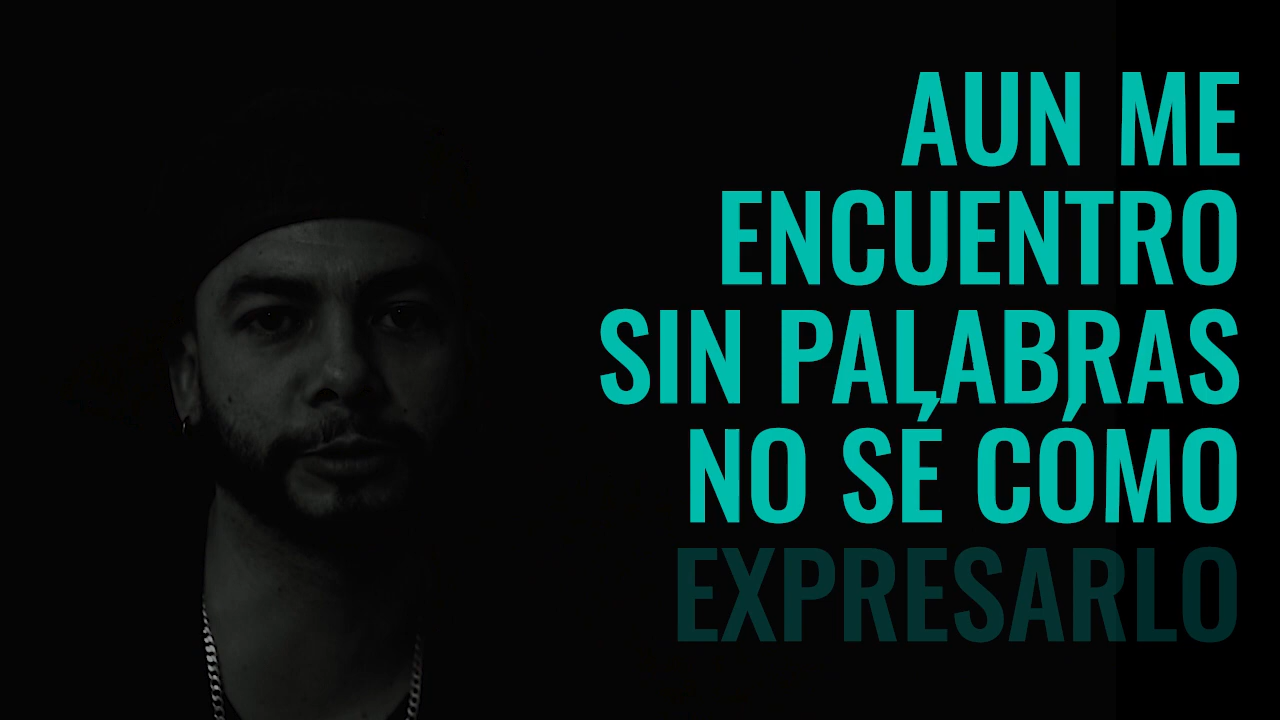 AUN ME
ENCUENTRO
SIN PALABRAS
NO SÉ CÓMO
EXPRESARLO